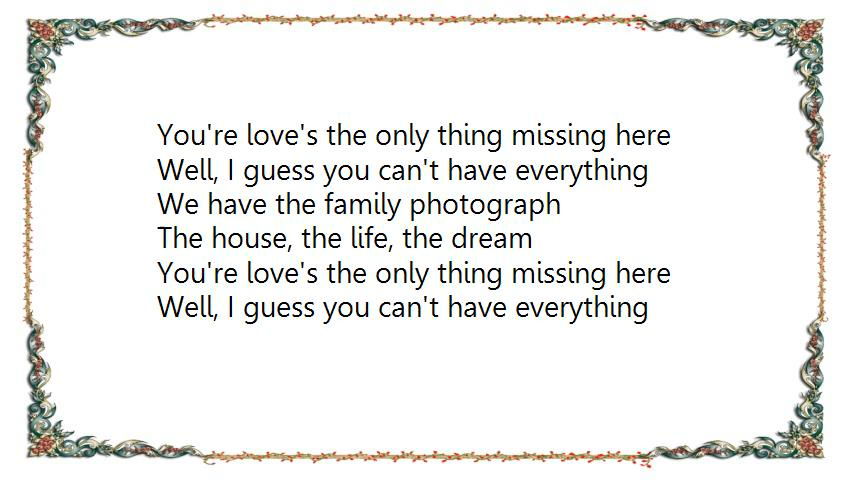 You're love's the only thing missing here
Well, I guess you can't have everything
We have the family photograph
The house, the life, the dream
You're love's the only thing missing here
Well, I guess you can't have everything